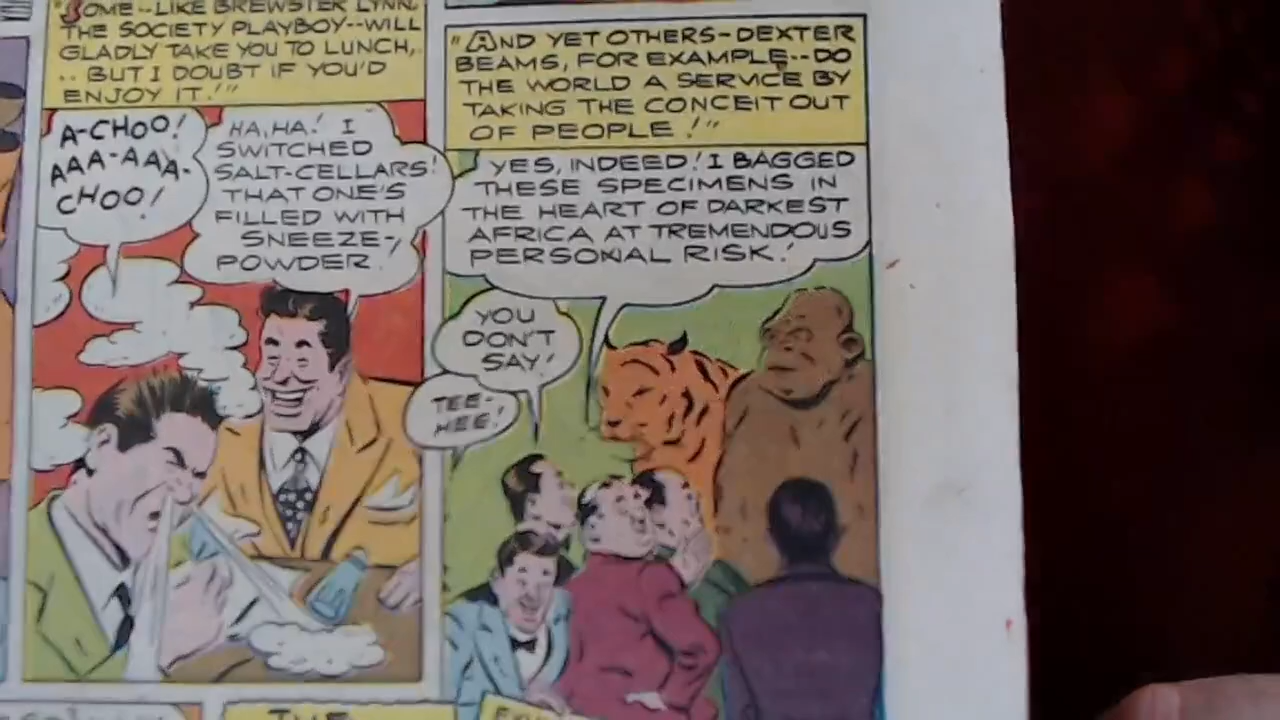 "SOME--LIKE BREWSTER LYNN,
THE SOCIETY PLAYBOY--WILL
GLADLY TAKE YOU TO LUNCH,
.. BUT I DOUBT IF YOU'D
ENJOY IT!'"
A-CHOO!
AAA-AAA-
CHOO!
HA, HA! I
SWITCHED
SALT-CELLARS!
THAT ONE'S
FILLED WITH
SNEEZE-
POWDER!
"AND YET OTHERS-DEXTER
BEAMS, FOR EXAMPLE--DO
THE WORLD A SERVICE BY
TAKING THE CONCEIT OUT
OF PEOPLE!"
YES, INDEED! I BAGGED
THESE SPECIMENS IN
THE HEART OF DARKEST
AFRICA AT TREMENDOUS
PERSONAL RISK!
YOU
DON'T
SAY!
TEE-
HEE!
THE